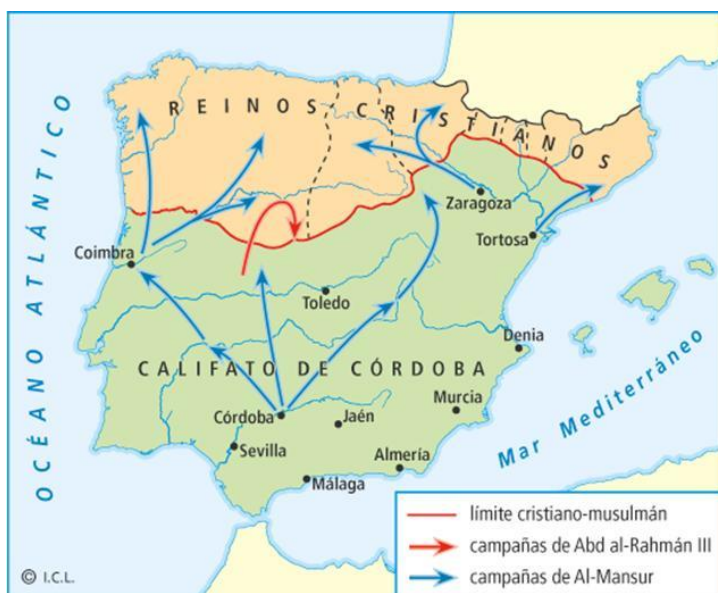 REINOS CRISTIANOS
OCÉANO ATLÁNTICO
Zaragoza
Tortosa
Coimbra
Toledo
Denia
CALIFATO DE CÓRDOBA
Murcia
Córdoba
Jaén
Sevilla
Almería
Málaga
Mar Mediterráneo
límite cristiano-musulmán
campañas de Abd al-Rahmán III
campañas de Al-Mansur
© I.C.L.